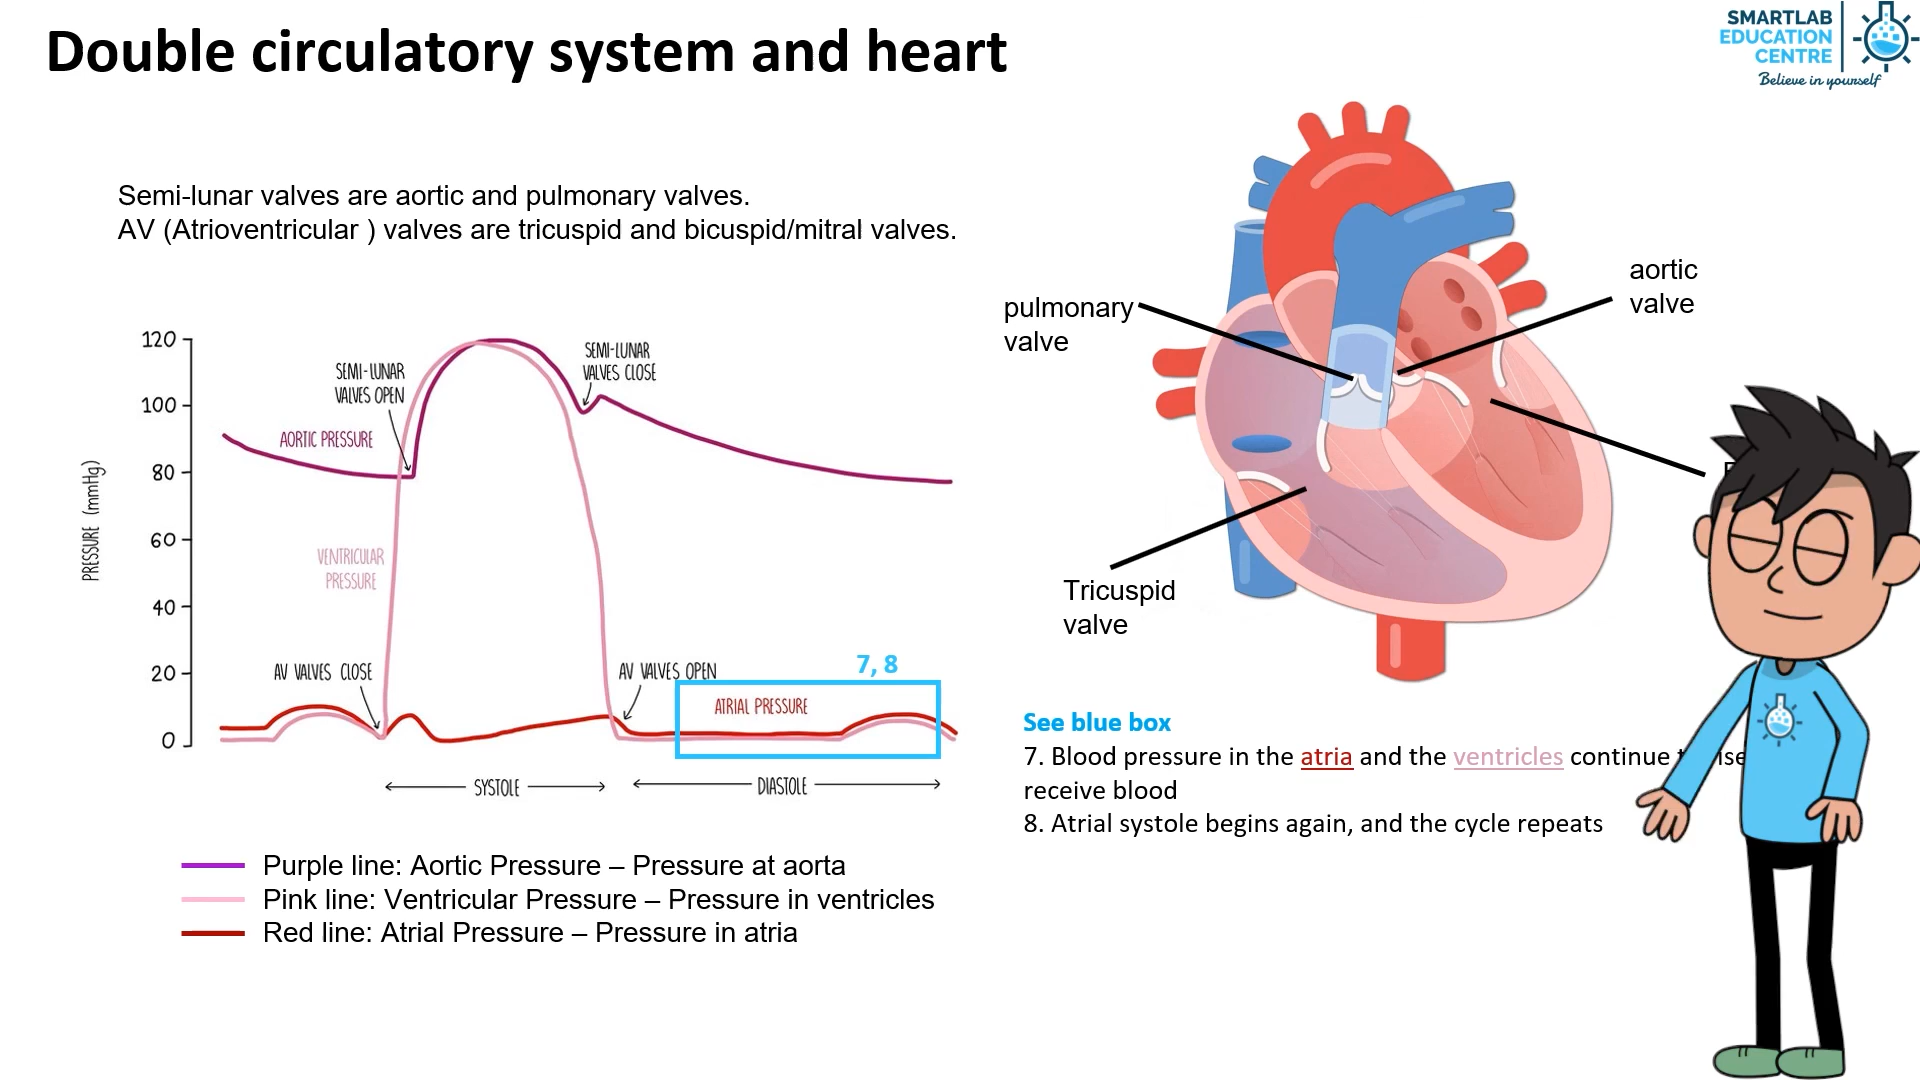 Double circulatory system and heart
SMARTLAB
EDUCATION
CENTRE
Believe in yourself
Semi-lunar valves are aortic and pulmonary valves.
AV (Atrioventricular ) valves are tricuspid and bicuspid/mitral valves.
120
100
80
60
40
20
0
PRESSURE (mmHg)
SEMI-LUNAR
VALVES OPEN
SEMI-LUNAR
VALVES CLOSE
AORTIC PRESSURE
VENTRICULAR
PRESSURE
AV VALVES CLOSE
AV VALVES OPEN
7, 8
ATRIAL PRESSURE
SYSTOLE
DIASTOLE
Purple line: Aortic Pressure – Pressure at aorta
Pink line: Ventricular Pressure – Pressure in ventricles
Red line: Atrial Pressure – Pressure in atria
pulmonary
valve
aortic
valve
Tricuspid
valve
See blue box
7. Blood pressure in the atria and the ventricles continue
receive blood
8. Atrial systole begins again, and the cycle repeats